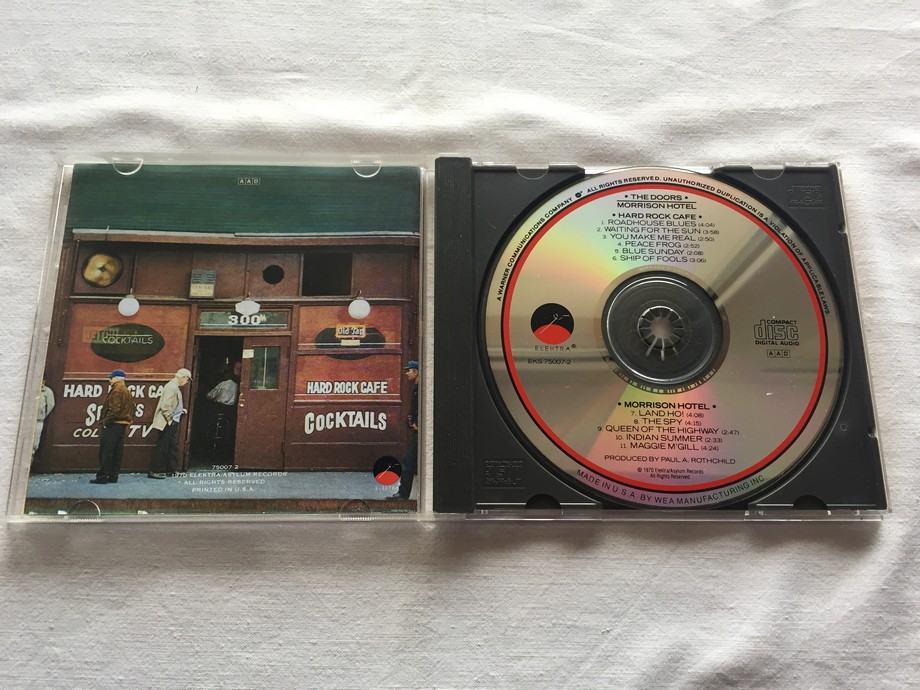 AAD
300
KETCH
COCKTAILS
Old Tap
HARD ROCK CAFE
COCKTAILS
HARD ROCK CA
TV
75007-2
1970 ELEKTRA/ASYLUM RECORDS
• ALL RIGHTS RESERVED
PRINTED IN U.S.A.
A WARNER COMMUNICATIONS COMPANY ALL RIGHTS RESERVED. UNAUTHORIZED DUPLICATION IS A VIOLATION OF APPLICABLE LAWS.
• THE DOORS •
MORRISON HOTEL
• HARD ROCK CAFE •
1. ROADHOUSE BLUES (4:04)
2. WAITING FOR THE SUN (3:58)
3. YOU MAKE ME REAL (2:50)
4. PEACE FROG (2:52)
5. BLUE SUNDAY (2:08)
6. SHIP OF FOOLS (3:06)
ELEKTRA®
EKS-75007-2
COMPACT
disc
DIGITAL AUDIO
AAD
• MORRISON HOTEL •
7. LAND HO! (4:08)
8. THE SPY (4:15)
9. QUEEN OF THE HIGHWAY (2:47)
10. INDIAN SUMMER (2:33)
11. MAGGIE M'GILL (4:24)
PRODUCED BY PAUL A. ROTHCHILD
© 1970 Elektra/Asylum Records
All Rights Reserved.
MADE IN U.S.A. BY WEA MANUFACTURING INC.